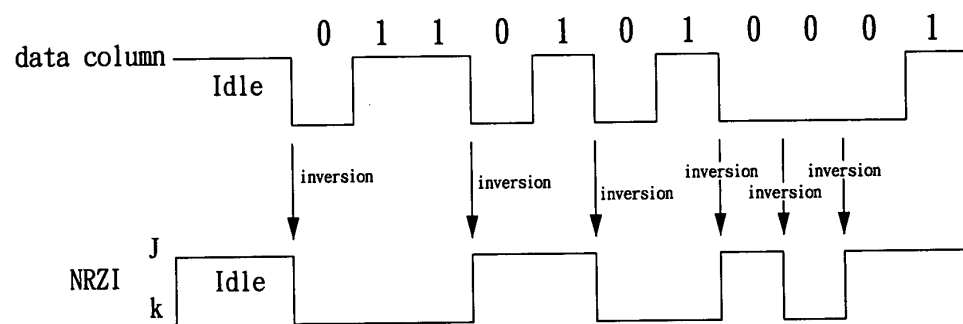 0 1 1 0 1 0 1 0 0 0 1
data column
Idle
inversion inversion inversion inversion inversion inversion
J
NRZI Idle
k